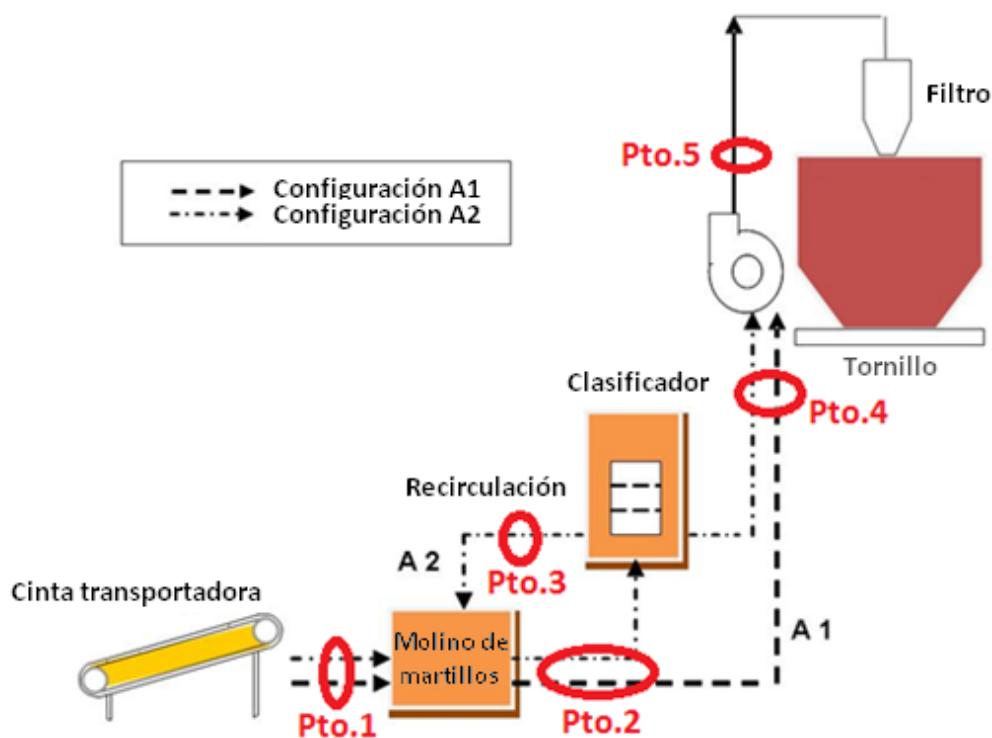 Filtro
Pto.5
Configuración A1
Configuración A2
Tornillo
Clasificador
Pto.4
Recirculación
A 2
Pto.3
Cinta transportadora
Molino de
martillos
A 1
Pto.1
Pto.2